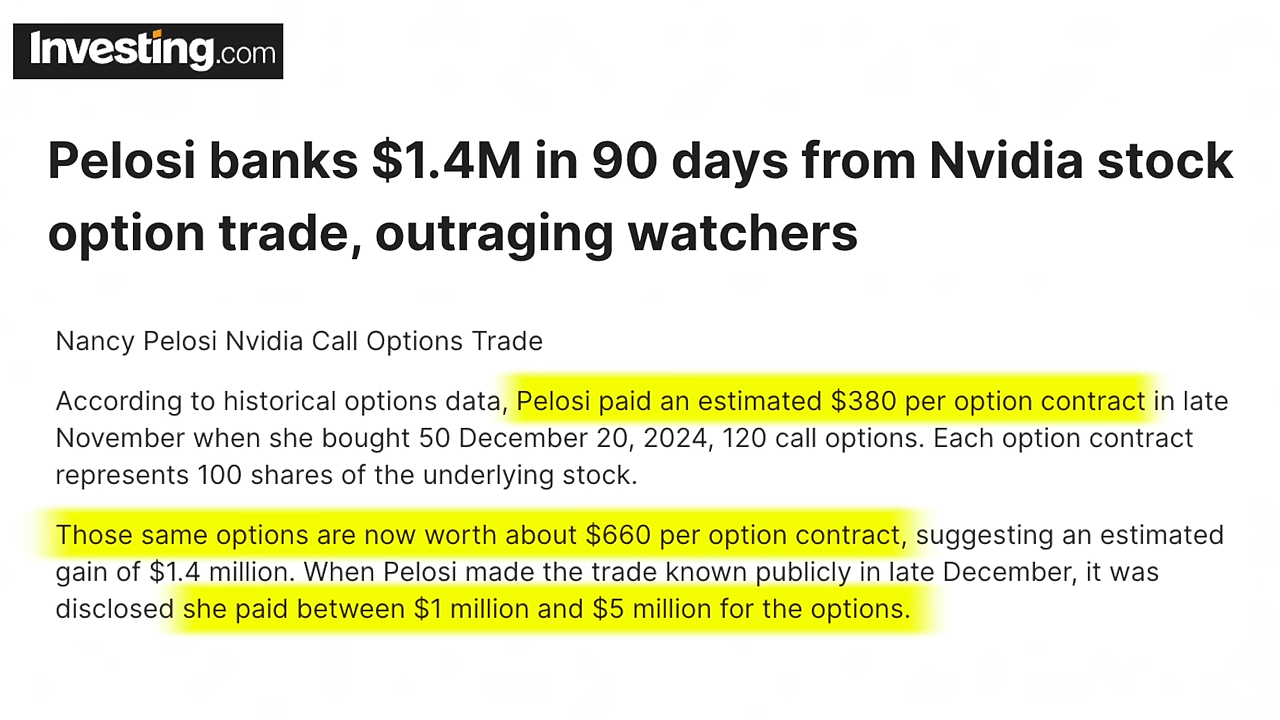 Investing.com
Pelosi banks $1.4M in 90 days from Nvidia stock
option trade, outraging watchers
Nancy Pelosi Nvidia Call Options Trade
According to historical options data, Pelosi paid an estimated $380 per option contract in late
November when she bought 50 December 20, 2024, 120 call options. Each option contract
represents 100 shares of the underlying stock.
Those same options are now worth about $660 per option contract, suggesting an estimated
gain of $1.4 million. When Pelosi made the trade known publicly in late December, it was
disclosed she paid between $1 million and $5 million for the options.